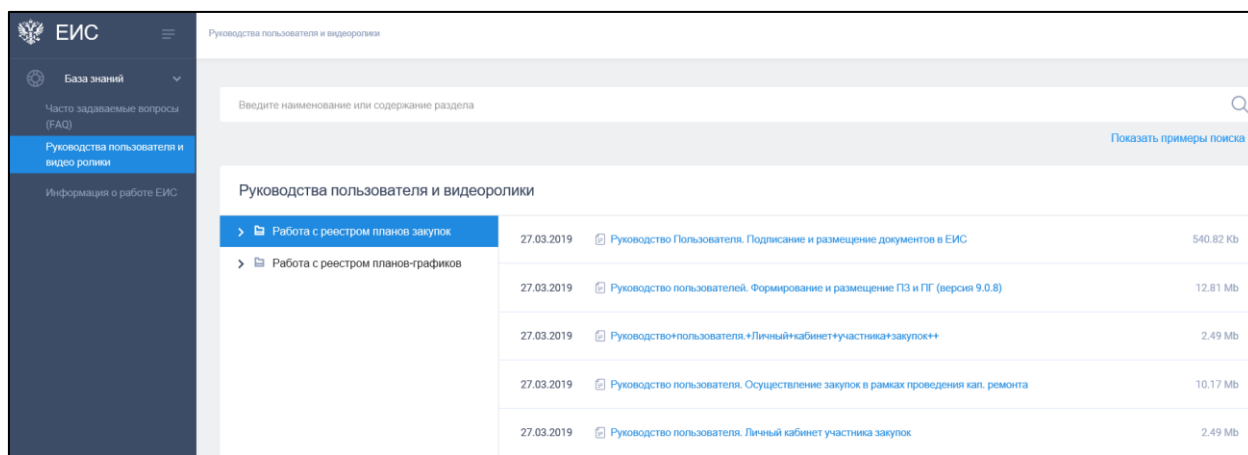 ЕИС
База знаний
Часто задаваемые вопросы
(FAQ)
Руководства пользователя и
видео ролики
Информация о работе ЕИС
Руководства пользователя и видеоролики
Введите наименование или содержание раздела
Показать примеры поиска
Руководства пользователя и видеоролики
Работа с реестром планов закупок
Работа с реестром планов-графиков
27.03.2019 Руководство Пользователя. Подписание и размещение документов в ЕИС 540.82 Kb
27.03.2019 Руководство пользователей. Формирование и размещение ПЗ и ПГ (версия 9.0.8) 12.81 Mb
27.03.2019 Руководство+пользователя.+Личный+кабинет+участника+закупок++ 2.49 Mb
27.03.2019 Руководство пользователя. Осуществление закупок в рамках проведения кап. ремонта 10.17 Mb
27.03.2019 Руководство пользователя. Личный кабинет участника закупок 2.49 Mb